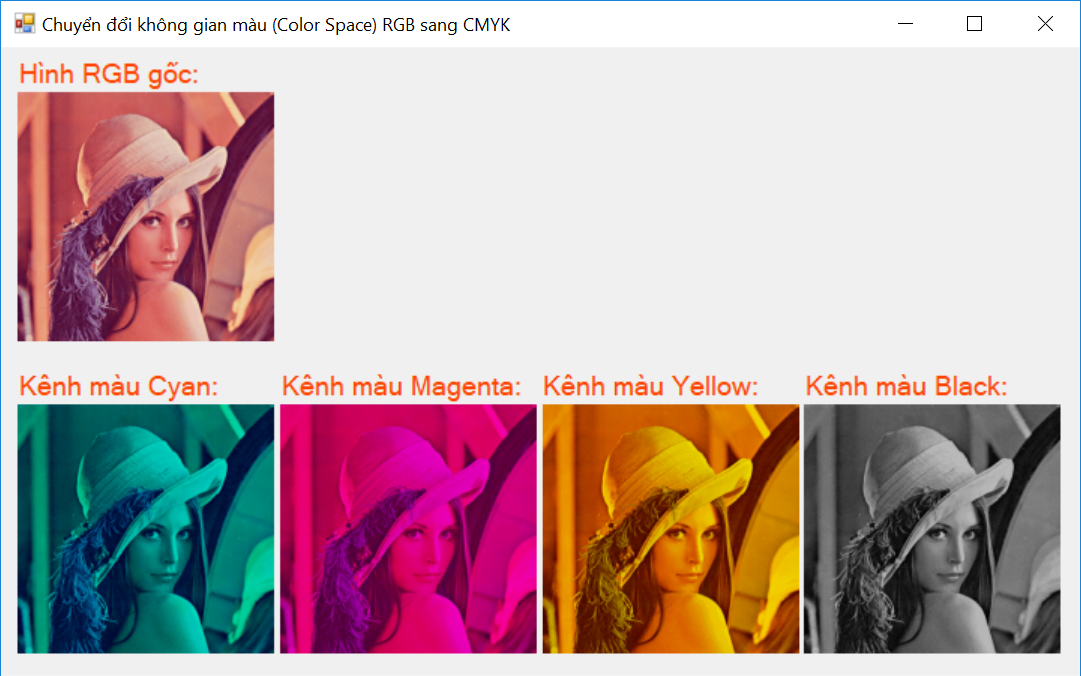 Chuyển đổi không gian màu (Color Space) RGB sang CMYK
Hình RGB gốc:
Kênh màu Cyan:
Kênh màu Magenta:
Kênh màu Yellow:
Kênh màu Black: